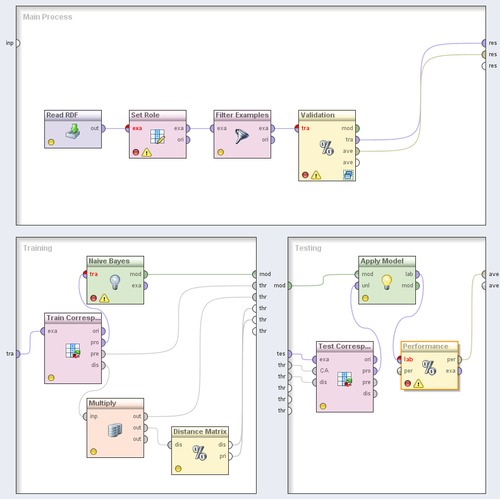 Main Process
inp
res
res
res
Read RDF
out
Set Role
exa exa
ori
Filter Examples
exa exa
ori
Validation
tra mod
tra
ave
ave
Training
tra
Naive Bayes
tra mod
exa
mod
thr
thr
thr
thr
thr
Train Corresp...
exa ori
pro
pre
dis
Multiply
inp out
out
out
Distance Matrix
dis dis
pri
Testing
mod
Apply Model
mod lab
unl mod
ave
ave
tes
thr
thr
thr
thr
thr
Test Corresp...
exa ori
CA pro
dis pre
dis
Performance
lab per
per exa